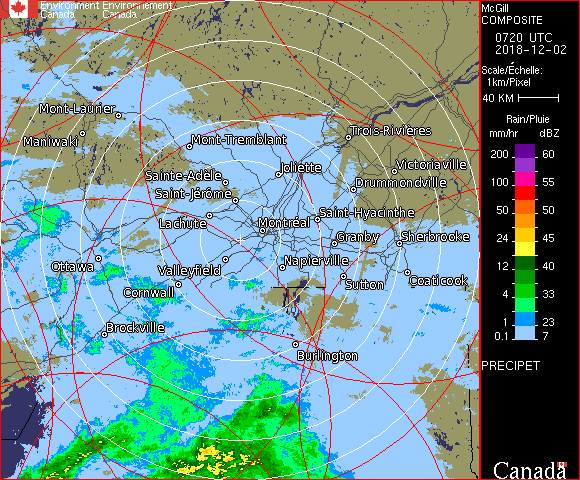 Environment Environnement
Canada Canada
McGill
COMPOSITE
0720 UTC
2018-12-02
Scale/Échelle:
1km/Pixel
40 KM
Rain/Pluie
mm/hr dBZ
200 60
100 55
50 50
24 45
12 40
4 33
1 23
0.1 7
PRECIPET
Canada
Mont-Laurier
Maniwaki
Mont-Tremblant
Trois-Rivières
Joliette
Victoriaville
Sainte-Adèle
Drummondville
Saint-Jérôme
Lachute
Saint-Hyacinthe
Montréal
Granby
Sherbrooke
Ottawa
Valleyfield
Napierville
Sutton
Coaticook
Cornwall
Brockville
Burlington